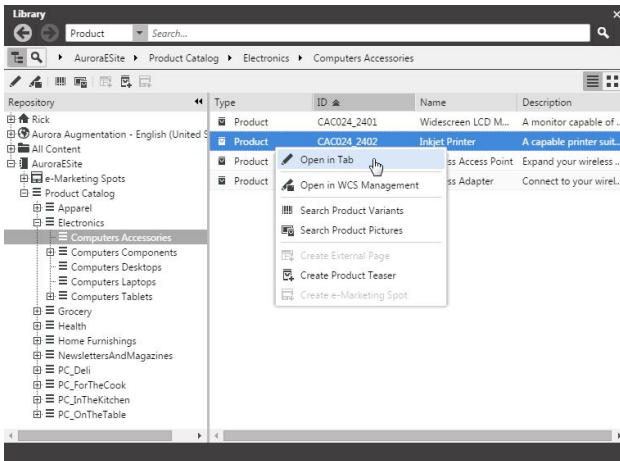 Library
Product Search...
AuroraESite Product Catalog Electronics Computers Accessories
Repository Type ID Name Description
Rick
Aurora Augmentation - English (United S
All Content
AuroraESite
e-Marketing Spots
Product Catalog
Apparel
Electronics
Computers Accessories
Computers Components
Computers Desktops
Computers Laptops
Computers Tablets
Grocery
Health
Home Furnishings
NewslettersAndMagazines
PC_Deli
PC_ForTheCook
PC_InTheKitchen
PC_OnTheTable
Product CAC024_2401 Widescreen LCD M... A monitor capable of ..
Product CAC024_2402 Inkjet Printer A capable printer suit...
Product ss Access Point Expand your wireless ..
Product ss Adapter Connect to your wirel..
Open in Tab
Open in WCS Management
Search Product Variants
Search Product Pictures
Create External Page
Create Product Teaser
Create e-Marketing Spot